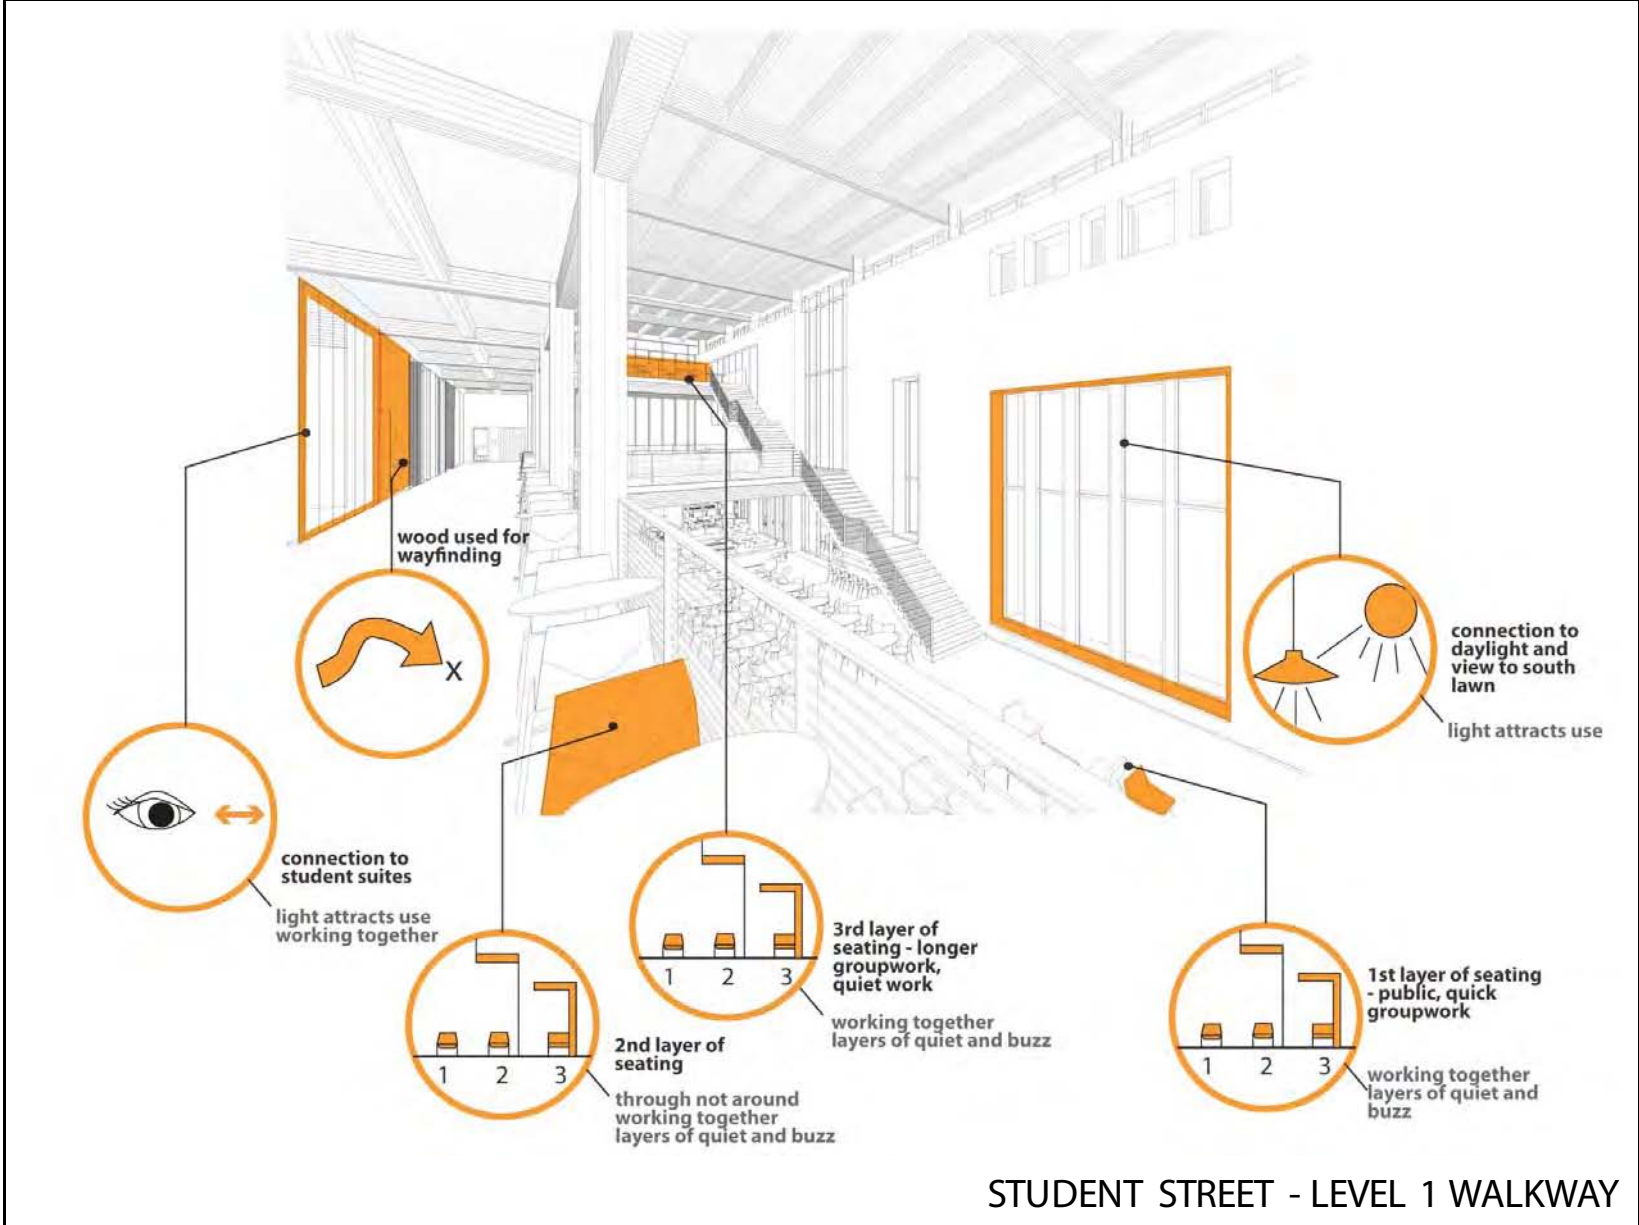 wood used for
wayfinding
X
connection to
daylight and
view to south
lawn
light attracts use
connection to
student suites
light attracts use
working together
3rd layer of
seating - longer
groupwork,
quiet work
1 2 3
working together
layers of quiet and buzz
1st layer of seating
- public, quick
groupwork
1 2 3
working together
layers of quiet and
buzz
2nd layer of
seating
1 2 3
through not around
working together
layers of quiet and buzz
STUDENT STREET - LEVEL 1 WALKWAY